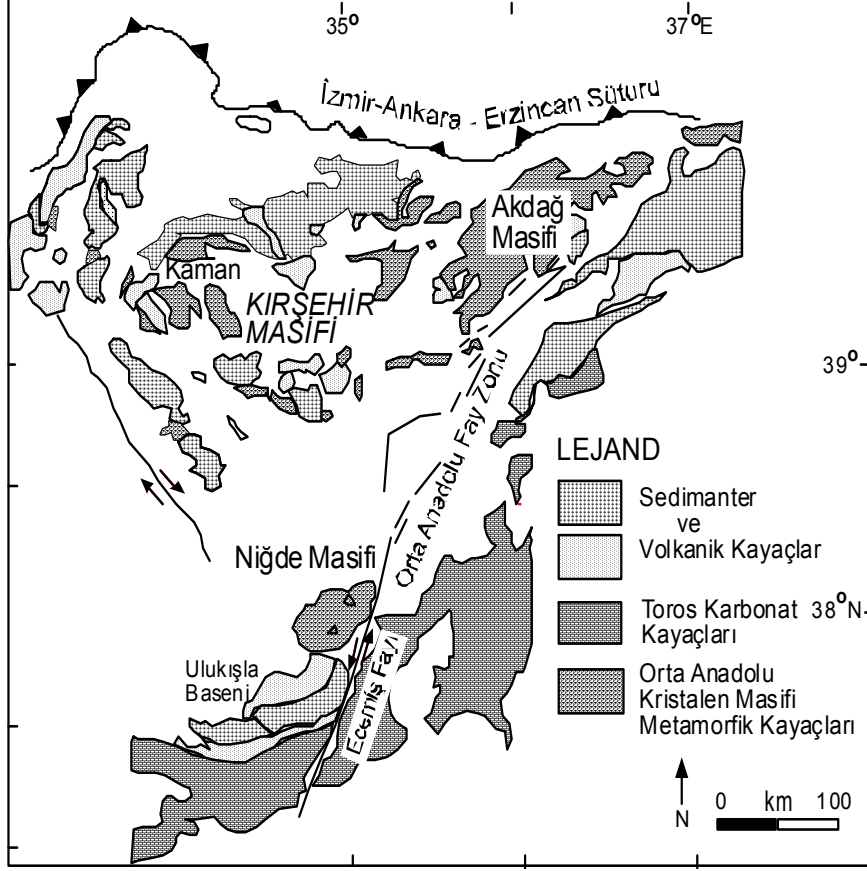 35°
37°E
İzmir-Ankara - Erzincan Süturu
Akdağ
Masifi
Kaman
KIRŞEHİR
MASİFİ
39°
Orta Anadolu Fay Zonu
LEJAND
Sedimanter
ve
Volkanik Kayaçlar
Niğde Masifi
Toros Karbonat
Kayaçları
38°N
Ulukışla
Baseni
Ecemiş Fayı
Orta Anadolu
Kristalen Masifi
Metamorfik Kayaçları
0 km 100
N